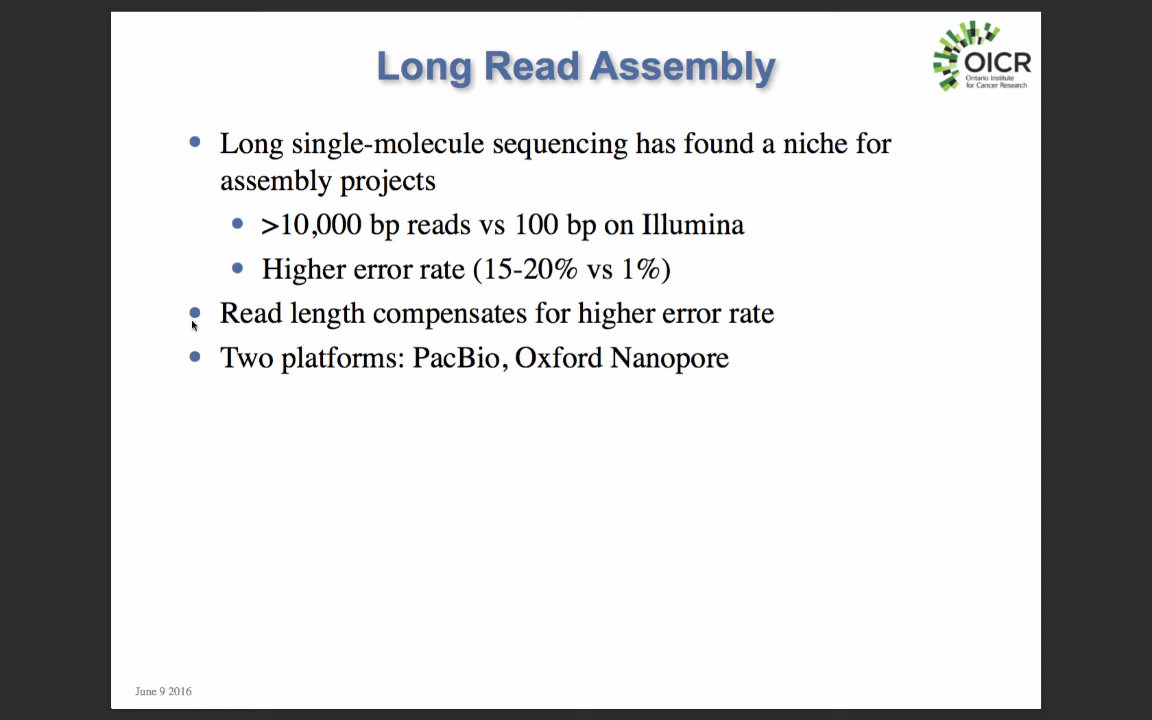 Long Read Assembly
OICR
Ontario Institute
for Cancer Research
Long single-molecule sequencing has found a niche for
assembly projects
>10,000 bp reads vs 100 bp on Illumina
Higher error rate (15-20% vs 1%)
Read length compensates for higher error rate
Two platforms: PacBio, Oxford Nanopore
June 9 2016